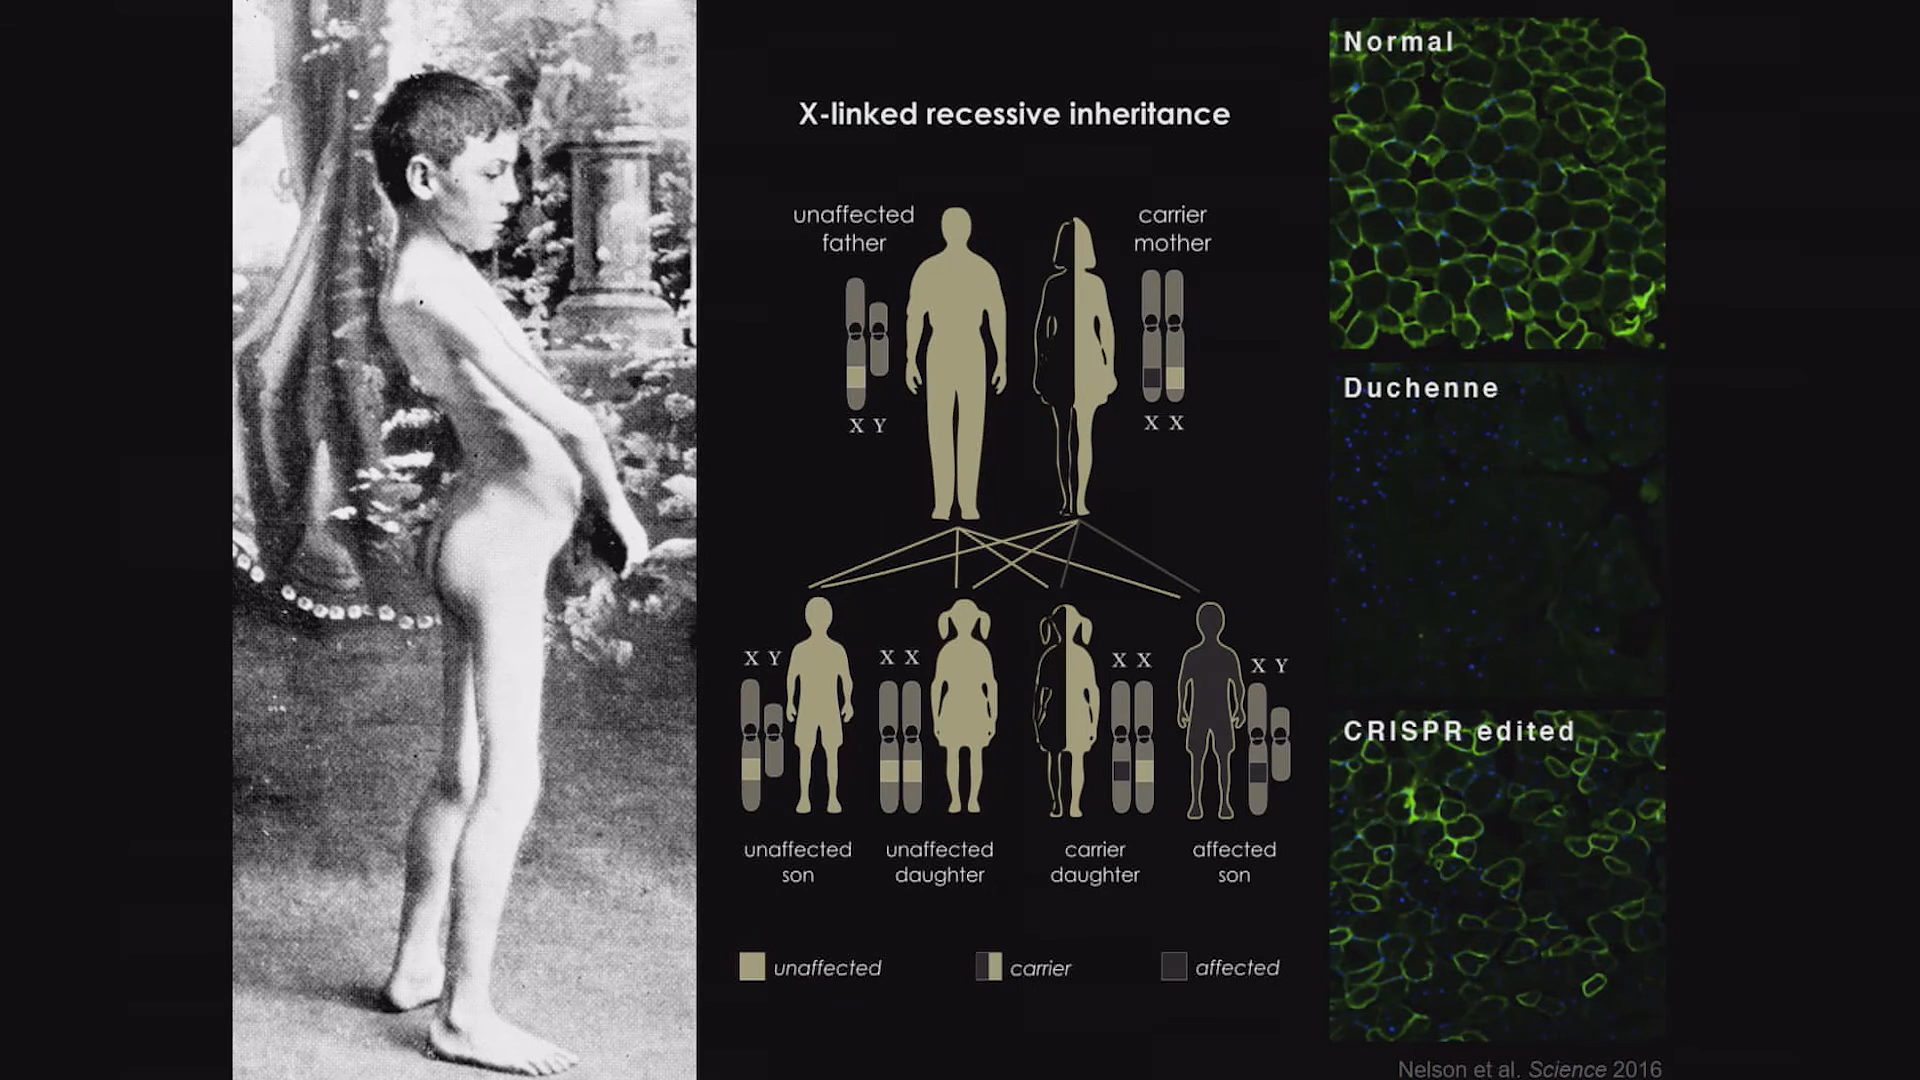 X-linked recessive inheritance
unaffected
father
carrier
mother
X Y
X X
X Y
X X
X X
X Y
unaffected
son
unaffected
daughter
carrier
daughter
affected
son
unaffected
carrier
affected
Normal
Duchenne
CRISPR edited
Nelson et al. Science 2016